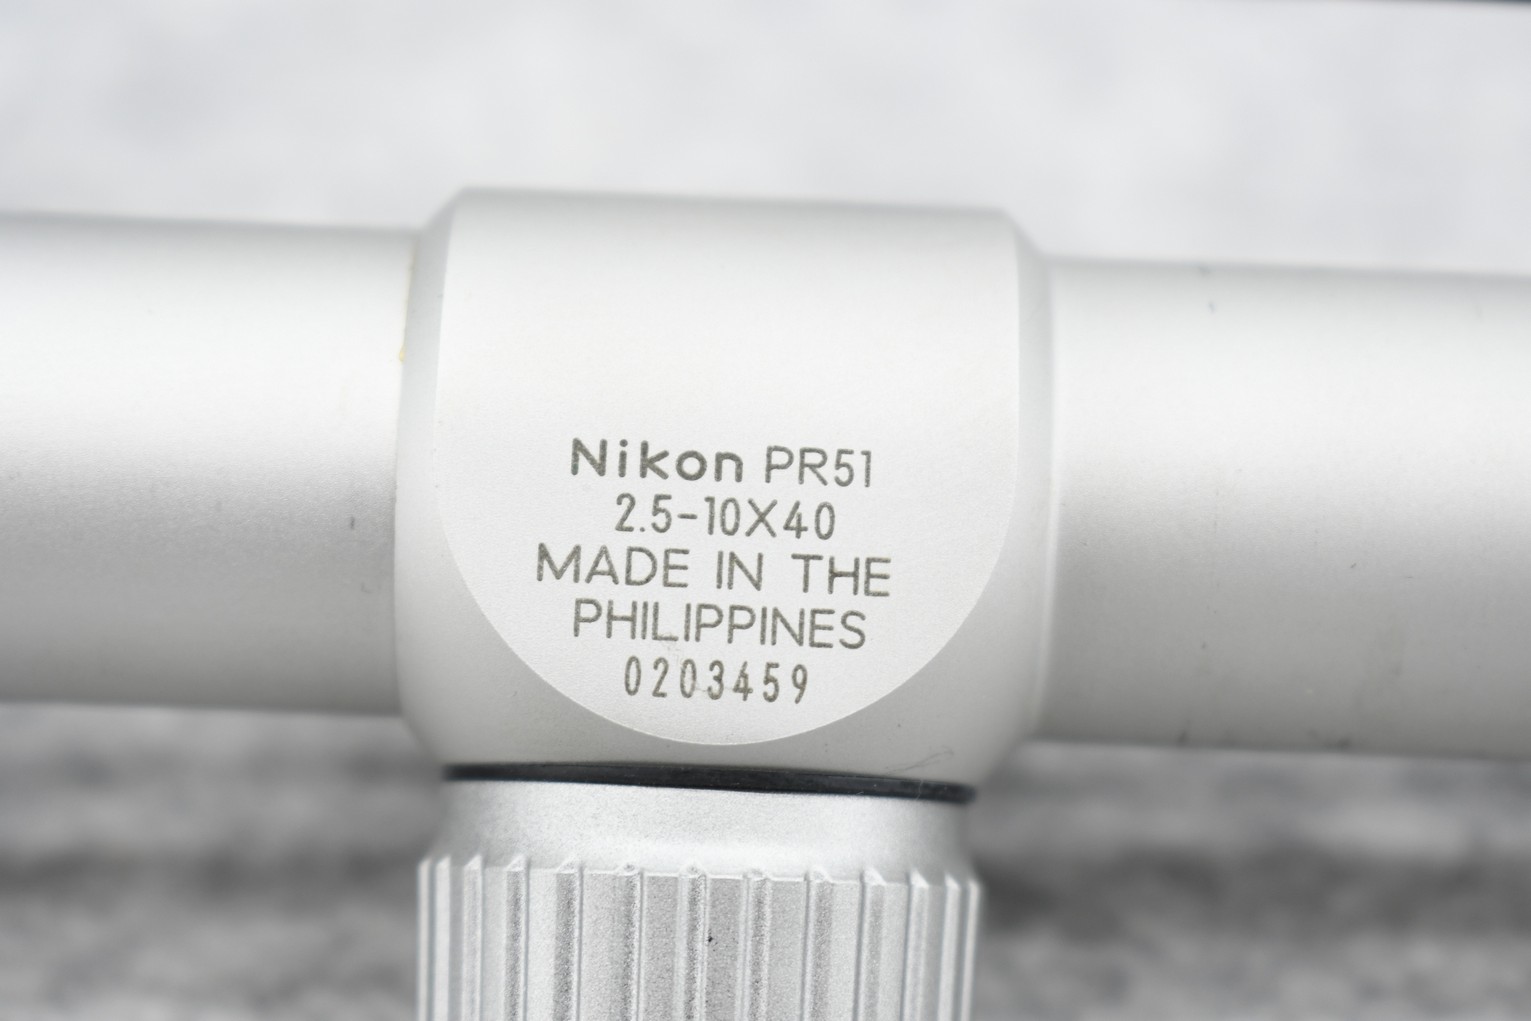 Nikon PR51
2.5-10X40
MADE IN THE
PHILIPPINES
0203459